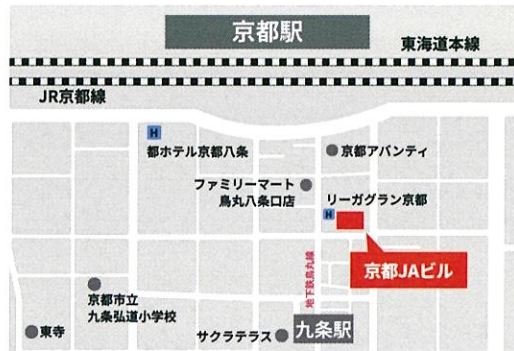 京都駅
東海道本線
JR京都線
H
都ホテル京都八条
京都アバンティ
ファミリーマート
烏丸八条口店
リーガグラン京都
H
京都JAビル
地下鉄烏丸線
京都市立
九条弘道小学校
東寺
サクラテラス
九条駅